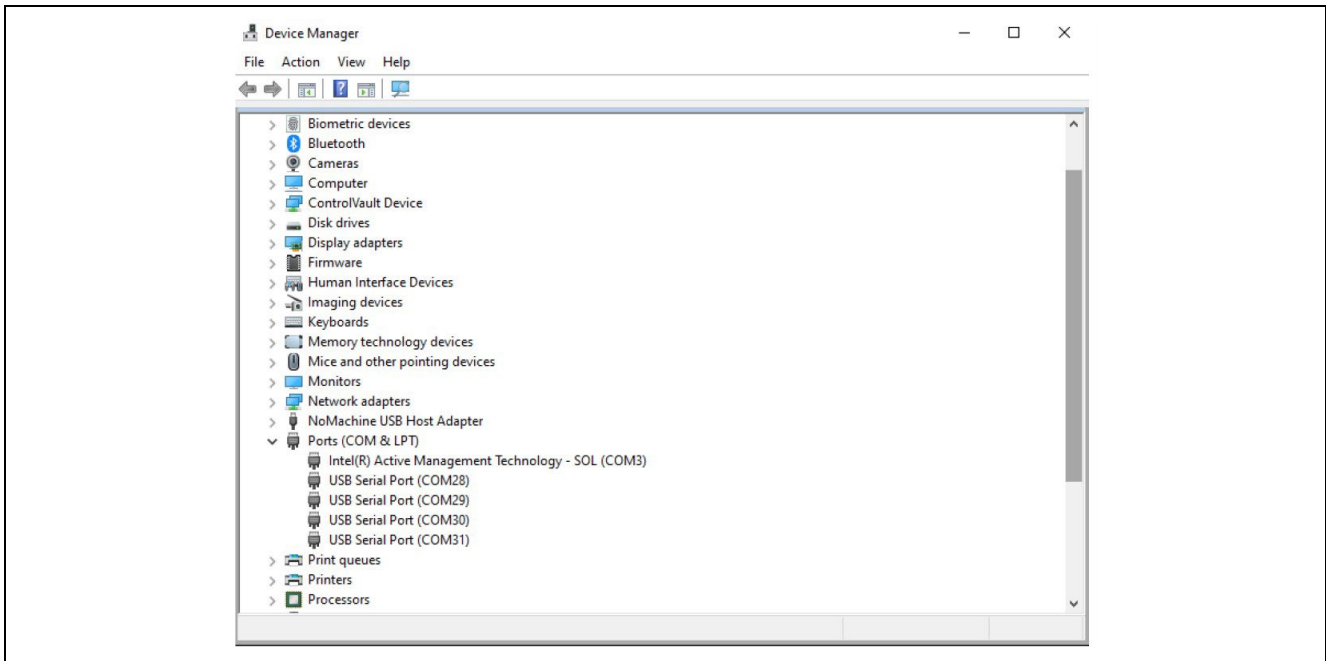 Device Manager
File Action View Help
Biometric devices
Bluetooth
Cameras
Computer
ControlVault Device
Disk drives
Display adapters
Firmware
Human Interface Devices
Imaging devices
Keyboards
Memory technology devices
Mice and other pointing devices
Monitors
Network adapters
NoMachine USB Host Adapter
Ports (COM & LPT)
Intel(R) Active Management Technology - SOL (COM3)
USB Serial Port (COM28)
USB Serial Port (COM29)
USB Serial Port (COM30)
USB Serial Port (COM31)
Print queues
Printers
Processors